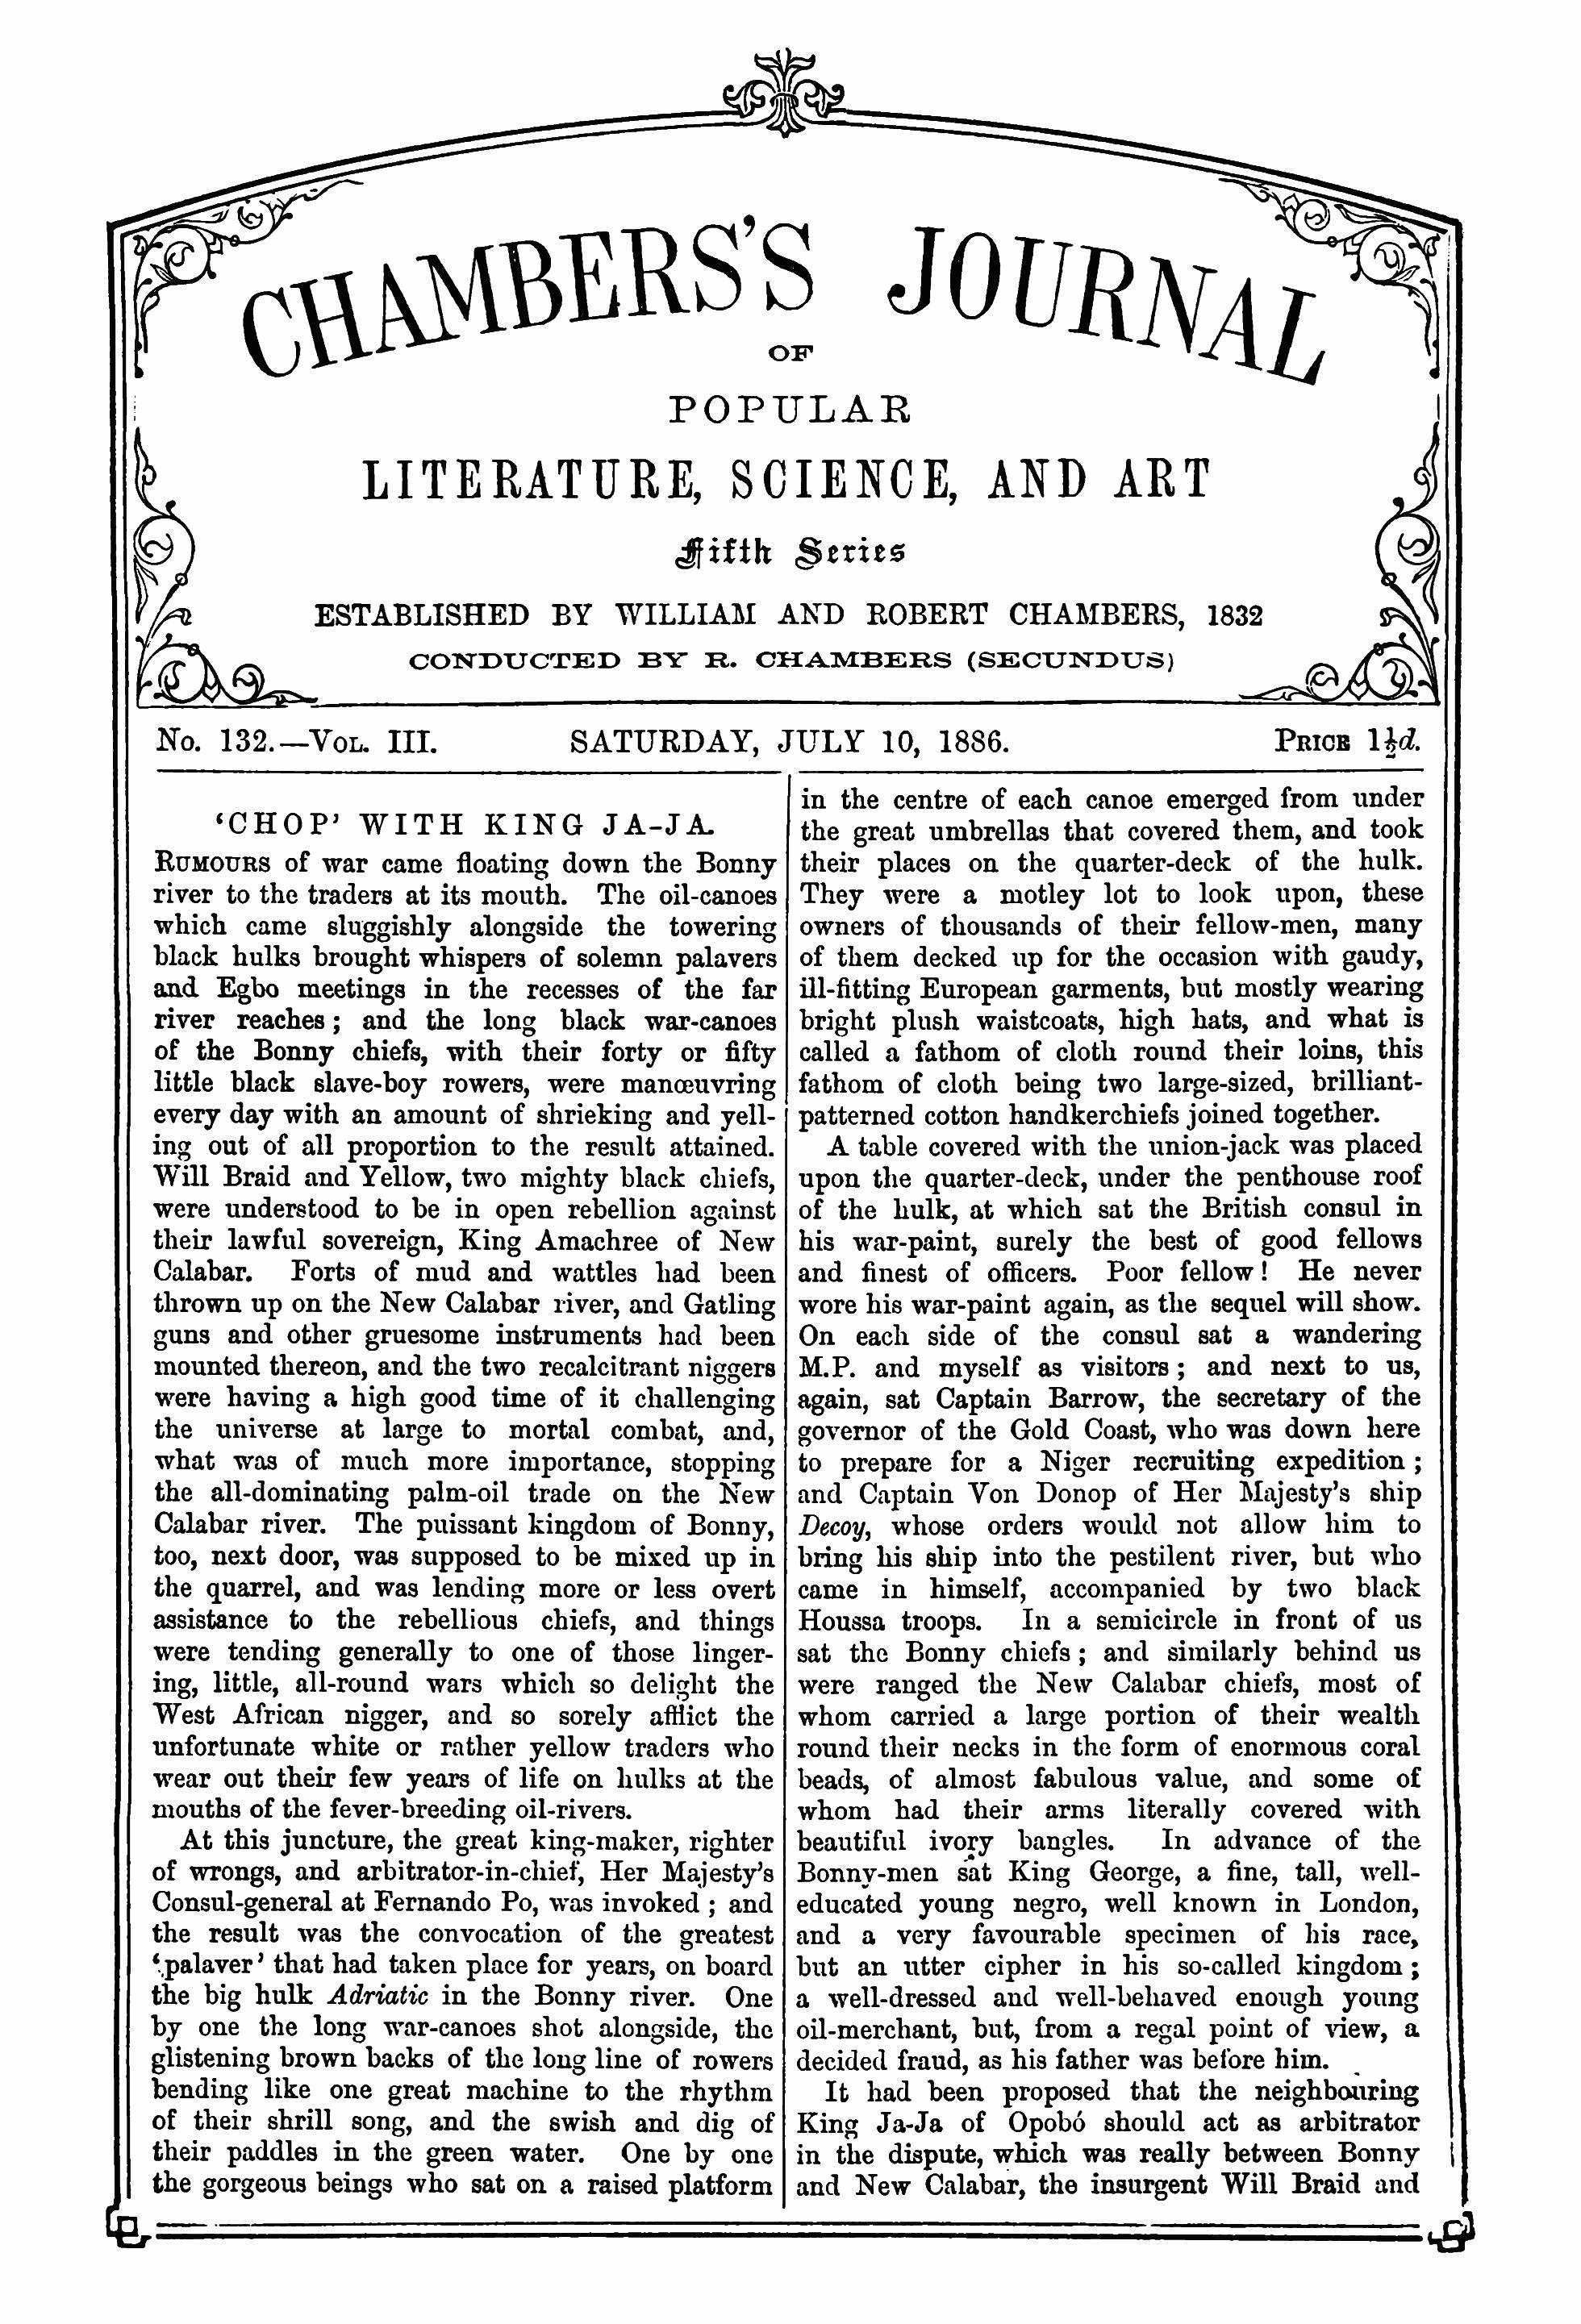 CHAMBERS'S JOURNAL
OF
POPULAR
LITERATURE, SCIENCE, AND ART
Fifth Series
ESTABLISHED BY WILLIAM AND ROBERT CHAMBERS, 1832
CONDUCTED BY R. CHAMBERS (SECUNDUS)
No. 132.—Vol. III. SATURDAY, JULY 10, 1886. Price 1½d.
'CHOP' WITH KING JA-JA.
Rumours of war came floating down the Bonny
river to the traders at its mouth. The oil-canoes
which came sluggishly alongside the towering
black hulks brought whispers of solemn palavers
and Egbo meetings in the recesses of the far
river reaches; and the long black war-canoes
of the Bonny chiefs, with their forty or fifty
little black slave-boy rowers, were manœuvring
every day with an amount of shrieking and yell-
ing out of all proportion to the result attained.
Will Braid and Yellow, two mighty black chiefs,
were understood to be in open rebellion against
their lawful sovereign, King Amachree of New
Calabar. Forts of mud and wattles had been
thrown up on the New Calabar river, and Gatling
guns and other gruesome instruments had been
mounted thereon, and the two recalcitrant niggers
were having a high good time of it challenging
the universe at large to mortal combat, and,
what was of much more importance, stopping
the all-dominating palm-oil trade on the New
Calabar river. The puissant kingdom of Bonny,
too, next door, was supposed to be mixed up in
the quarrel, and was lending more or less overt
assistance to the rebellious chiefs, and things
were tending generally to one of those linger-
ing, little, all-round wars which so delight the
West African nigger, and so sorely afflict the
unfortunate white or rather yellow traders who
wear out their few years of life on hulks at the
mouths of the fever-breeding oil-rivers.
At this juncture, the great king-maker, righter
of wrongs, and arbitrator-in-chief, Her Majesty's
Consul-general at Fernando Po, was invoked; and
the result was the convocation of the greatest
'palaver' that had taken place for years, on board
the big hulk Adriatic in the Bonny river. One
by one the long war-canoes shot alongside, the
glistening brown backs of the long line of rowers
bending like one great machine to the rhythm
of their shrill song, and the swish and dig of
their paddles in the green water. One by one
the gorgeous beings who sat on a raised platform
in the centre of each canoe emerged from under
the great umbrellas that covered them, and took
their places on the quarter-deck of the hulk.
They were a motley lot to look upon, these
owners of thousands of their fellow-men, many
of them decked up for the occasion with gaudy,
ill-fitting European garments, but mostly wearing
bright plush waistcoats, high hats, and what is
called a fathom of cloth round their loins, this
fathom of cloth being two large-sized, brilliant-
patterned cotton handkerchiefs joined together.
A table covered with the union-jack was placed
upon the quarter-deck, under the penthouse roof
of the hulk, at which sat the British consul in
his war-paint, surely the best of good fellows
and finest of officers. Poor fellow! He never
wore his war-paint again, as the sequel will show.
On each side of the consul sat a wandering
M.P. and myself as visitors; and next to us,
again, sat Captain Barrow, the secretary of the
governor of the Gold Coast, who was down here
to prepare for a Niger recruiting expedition;
and Captain Von Donop of Her Majesty's ship
Decoy, whose orders would not allow him to
bring his ship into the pestilent river, but who
came in himself, accompanied by two black
Houssa troops. In a semicircle in front of us
sat the Bonny chiefs; and similarly behind us
were ranged the New Calabar chiefs, most of
whom carried a large portion of their wealth
round their necks in the form of enormous coral
beads, of almost fabulous value, and some of
whom had their arms literally covered with
beautiful ivory bangles. In advance of the
Bonny-men sat King George, a fine, tall, well-
educated young negro, well known in London,
and a very favourable specimen of his race,
but an utter cipher in his so-called kingdom;
a well-dressed and well-behaved enough young
oil-merchant, but, from a regal point of view, a
decided fraud, as his father was before him.
It had been proposed that the neighbouring
King Ja-Ja of Opobó should act as arbitrator
in the dispute, which was really between Bonny
and New Calabar, the insurgent Will Braid and